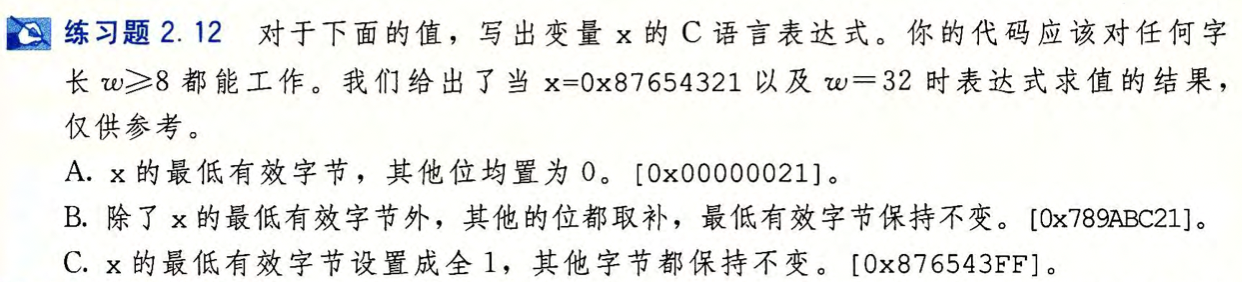 练习题 2.12 对于下面的值，写出变量 x 的 C 语言表达式。你的代码应该对任何字
长 w≥8 都能工作。我们给出了当 x=0x87654321 以及 w=32 时表达式求值的结果，
仅供参考。
A. x 的最低有效字节，其他位均置为 0。[0x00000021]。
B. 除了 x 的最低有效字节外，其他的位都取补，最低有效字节保持不变。[0x789ABC21]。
C. x 的最低有效字节设置成全 1，其他字节都保持不变。[0x876543FF]。